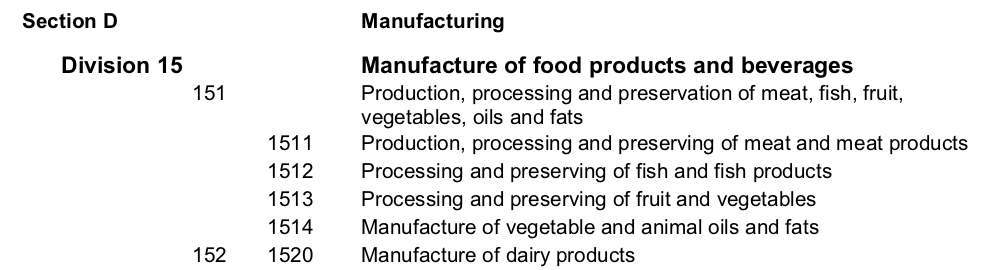 Section D Manufacturing
Division 15 Manufacture of food products and beverages
151 Production, processing and preservation of meat, fish, fruit,
vegetables, oils and fats
1511 Production, processing and preserving of meat and meat products
1512 Processing and preserving of fish and fish products
1513 Processing and preserving of fruit and vegetables
1514 Manufacture of vegetable and animal oils and fats
152 1520 Manufacture of dairy products